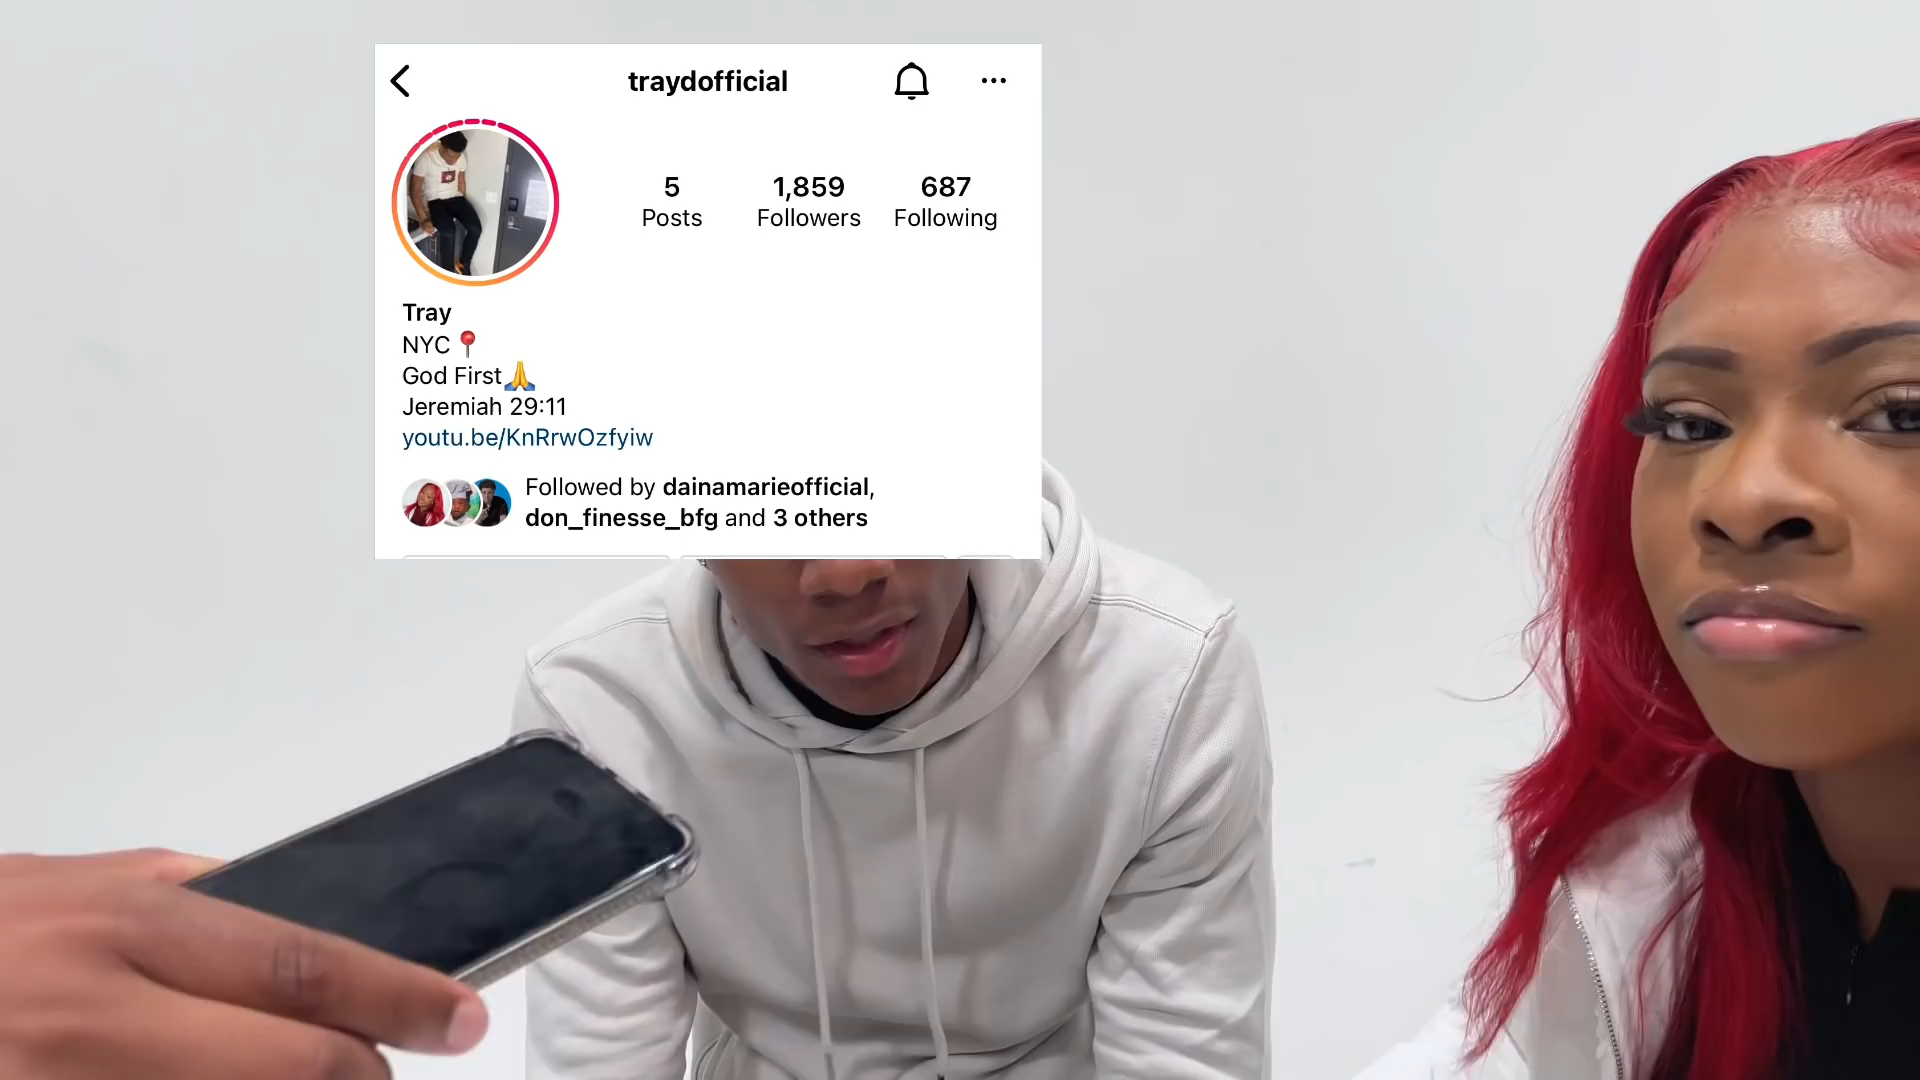 traydofficial
5 1,859 687
Posts Followers Following
Tray
NYC📍
God First🙏
Jeremiah 29:11
youtu.be/KnRrwOzfyiw
Followed by dainamarieofficial,
don_finesse_bfg and 3 others